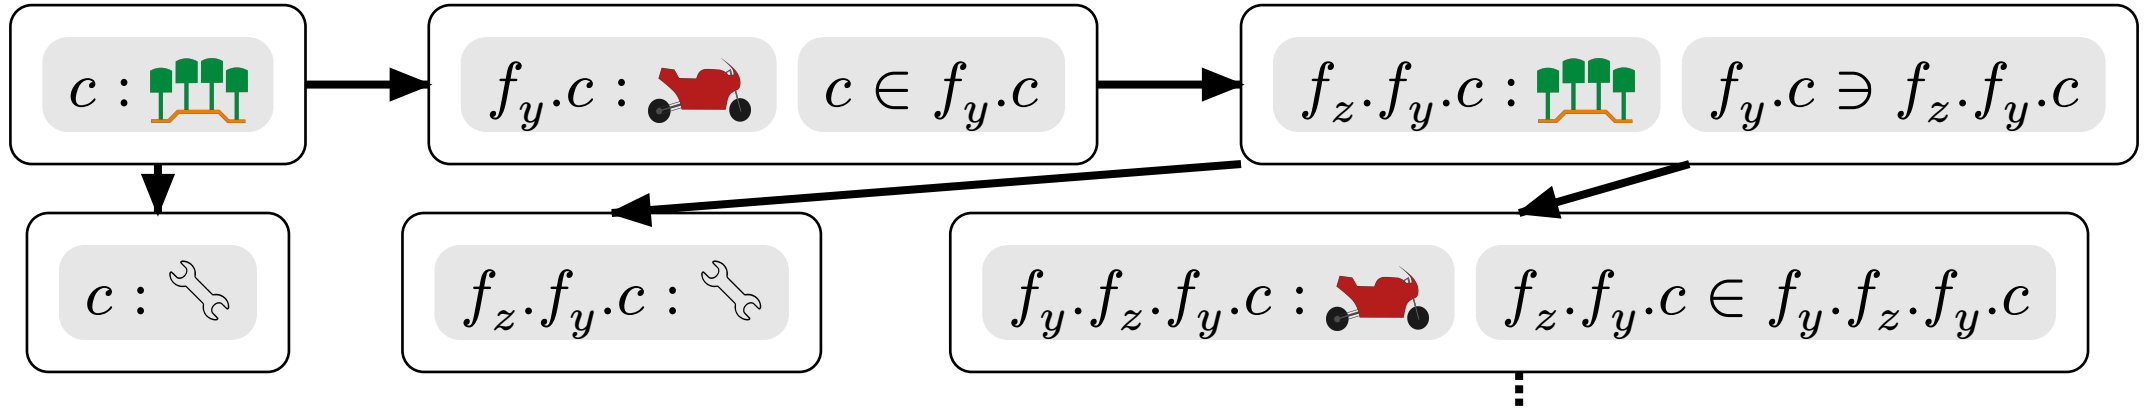 c : f_y.c : c ∈ f_y.c f_z.f_y.c : f_y.c ∋ f_z.f_y.c
c : f_z.f_y.c : f_y.f_z.f_y.c : f_z.f_y.c ∈ f_y.f_z.f_y.c